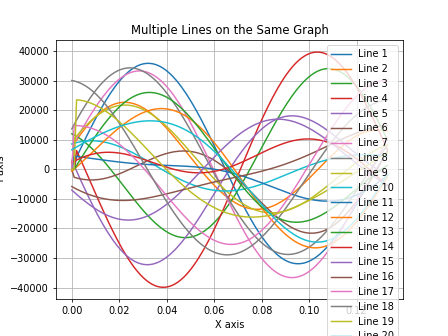 Multiple Lines on the Same Graph
40000
30000
20000
10000
0
−10000
−20000
−30000
−40000
0.00
0.02
0.04
0.06
0.08
0.10
X axis
Line 1
Line 2
Line 3
Line 4
Line 5
Line 6
Line 7
Line 8
Line 9
Line 10
Line 11
Line 12
Line 13
Line 14
Line 15
Line 16
Line 17
Line 18
Line 19